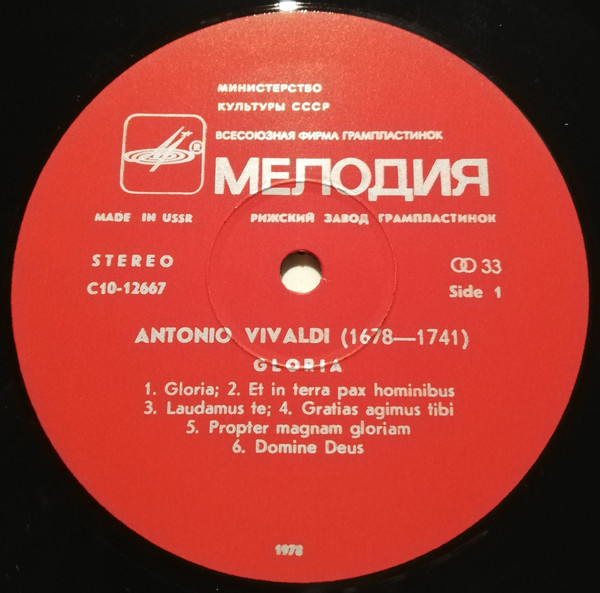 МИНИСТЕРСТВО
КУЛЬТУРЫ СССР
ВСЕСОЮЗНАЯ ФИРМА ГРАМПЛАСТИНОК
® МЕЛОДИЯ
MADE IN USSR РИЖСКИЙ ЗАВОД ГРАМПЛАСТИНОК
STEREO 33
C10-12667 Side 1
ANTONIO VIVALDI (1678—1741)
GLORIA
1. Gloria; 2. Et in terra pax hominibus
3. Laudamus te; 4. Gratias agimus tibi
5. Propter magnam gloriam
6. Domine Deus
1978